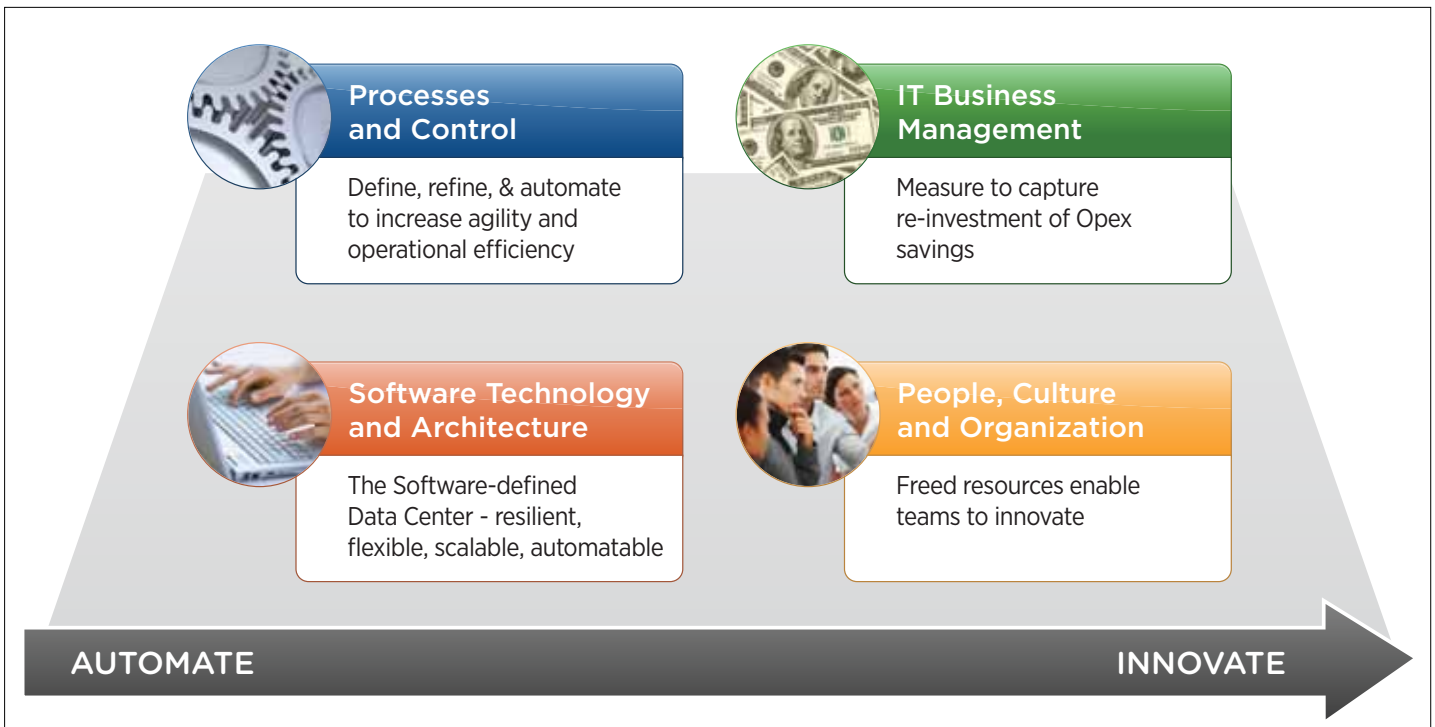 Processes
and Control
Define, refine, & automate
to increase agility and
operational efficiency
IT Business
Management
Measure to capture
re-investment of Opex
savings
Software Technology
and Architecture
The Software-defined
Data Center - resilient,
flexible, scalable, automatable
People, Culture
and Organization
Freed resources enable
teams to innovate
AUTOMATE
INNOVATE